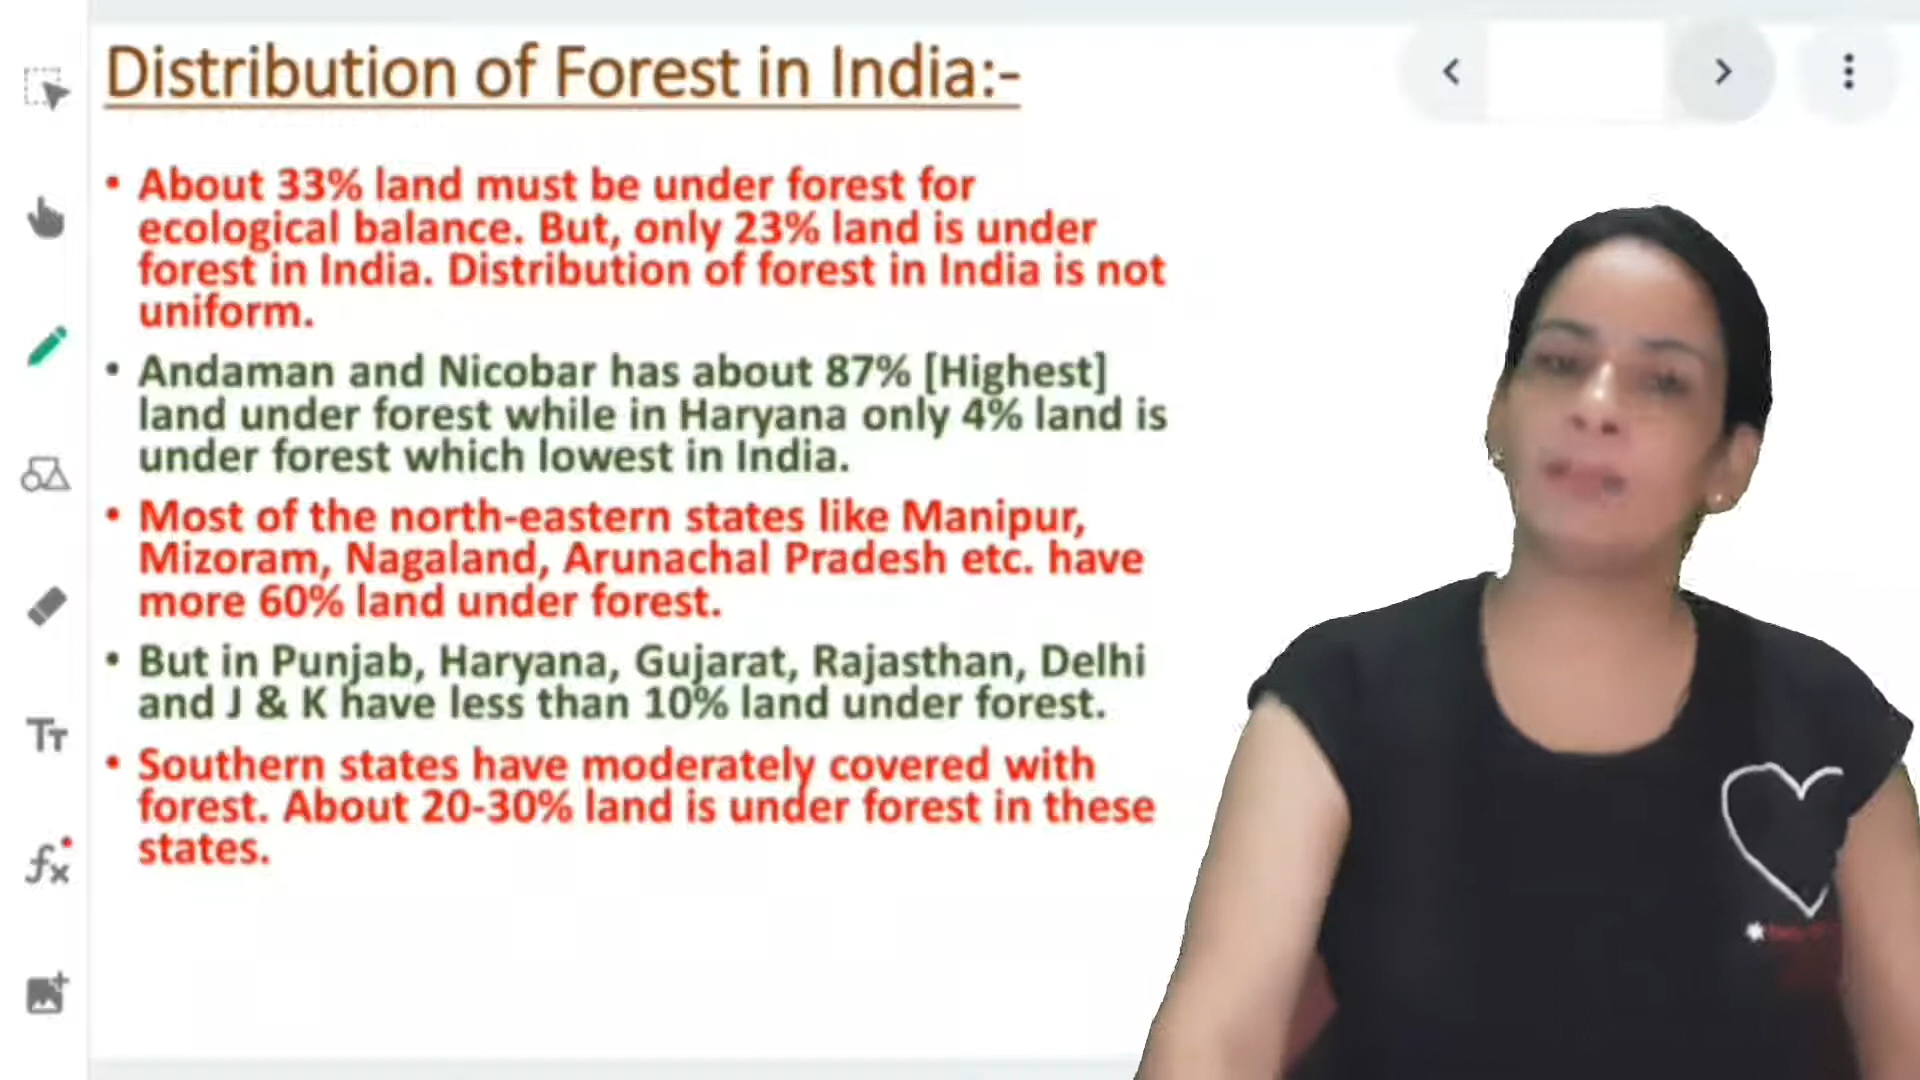 Distribution of Forest in India:-
• About 33% land must be under forest for
ecological balance. But, only 23% land is under
forest in India. Distribution of forest in India is not
uniform.
• Andaman and Nicobar has about 87% [Highest]
land under forest while in Haryana only 4% land is
under forest which lowest in India.
• Most of the north-eastern states like Manipur,
Mizoram, Nagaland, Arunachal Pradesh etc. have
more 60% land under forest.
• But in Punjab, Haryana, Gujarat, Rajasthan, Delhi
and J & K have less than 10% land under forest.
• Southern states have moderately covered with
forest. About 20-30% land is under forest in these
states.
Tт
fx